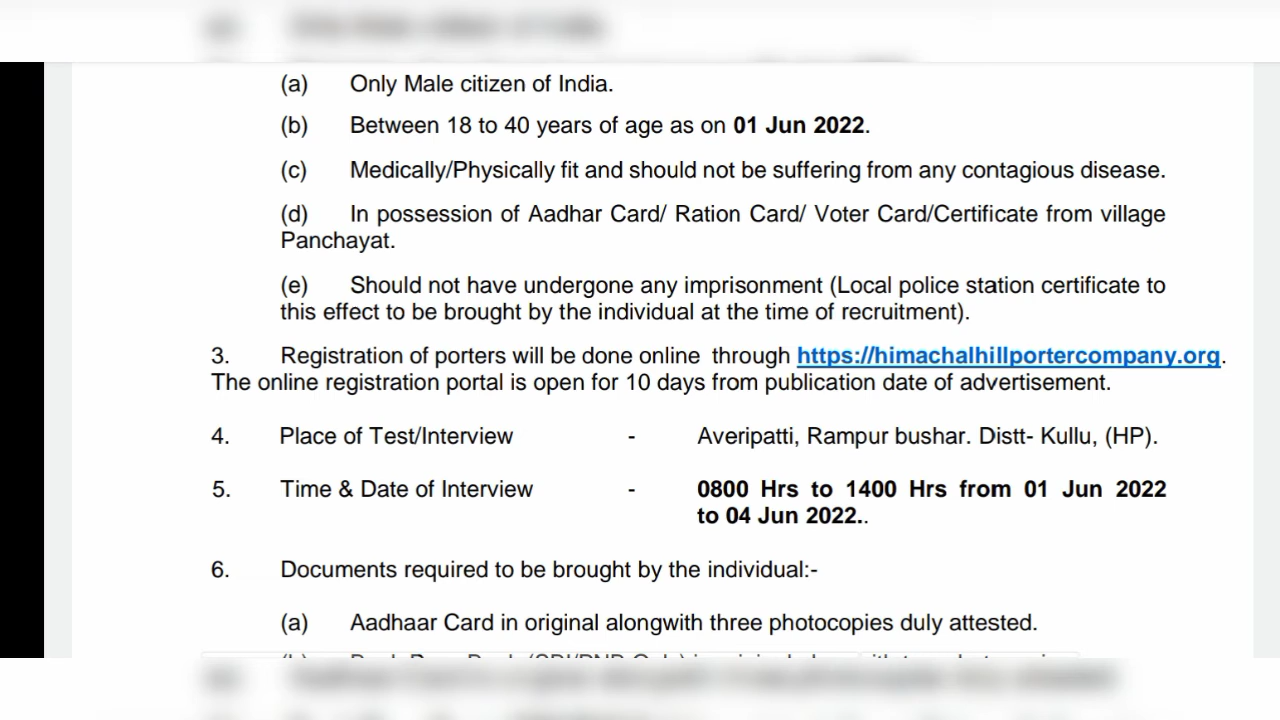 (a) Only Male citizen of India.
(b) Between 18 to 40 years of age as on 01 Jun 2022.
(c) Medically/Physically fit and should not be suffering from any contagious disease.
(d) In possession of Aadhar Card/ Ration Card/ Voter Card/Certificate from village
Panchayat.
(e) Should not have undergone any imprisonment (Local police station certificate to
this effect to be brought by the individual at the time of recruitment).
3. Registration of porters will be done online through https://himachalhillportercompany.org.
The online registration portal is open for 10 days from publication date of advertisement.
4. Place of Test/Interview - Averipatti, Rampur bushar. Distt- Kullu, (HP).
5. Time & Date of Interview - 0800 Hrs to 1400 Hrs from 01 Jun 2022
to 04 Jun 2022..
6. Documents required to be brought by the individual:-
(a) Aadhaar Card in original alongwith three photocopies duly attested.